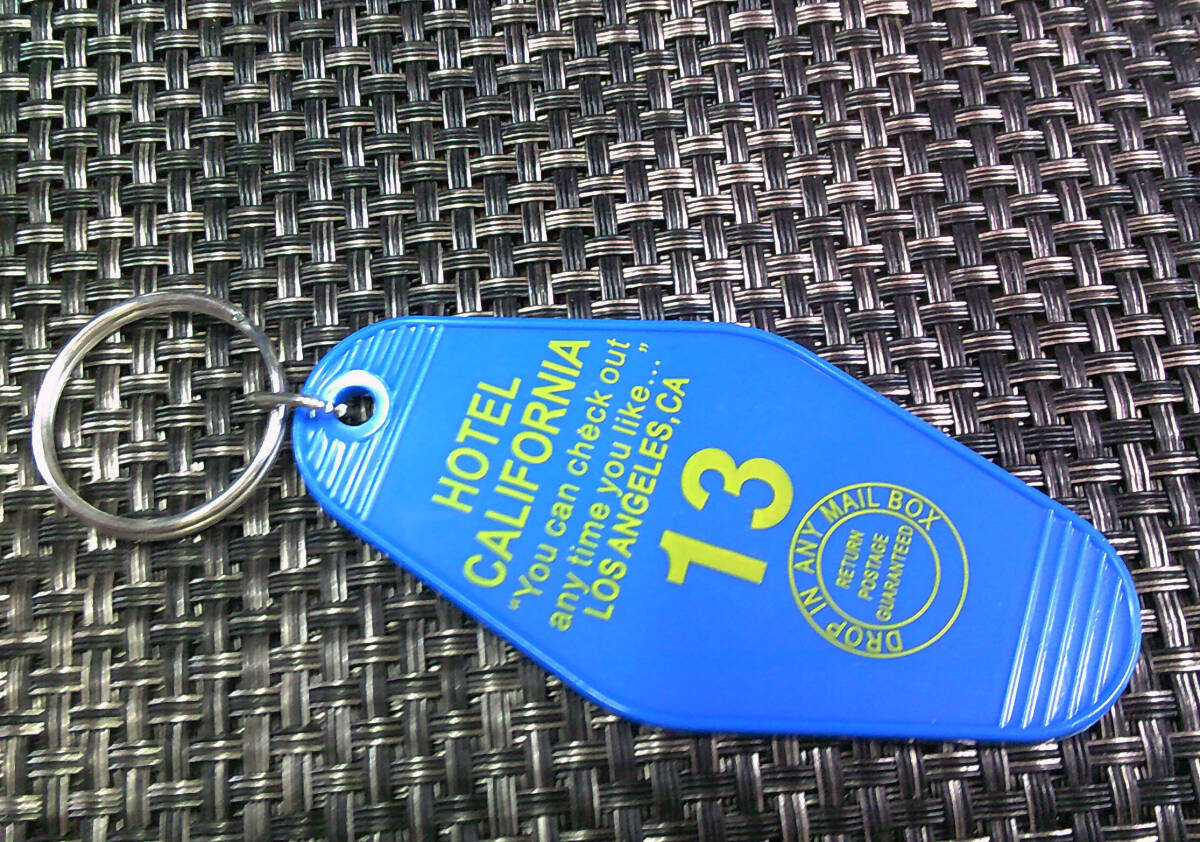 HOTEL
CALIFORNIA
“You can check out
any time you like...”
LOS ANGELES, CA
13
DROP IN ANY MAIL BOX
RETURN
POSTAGE
GUARANTEED